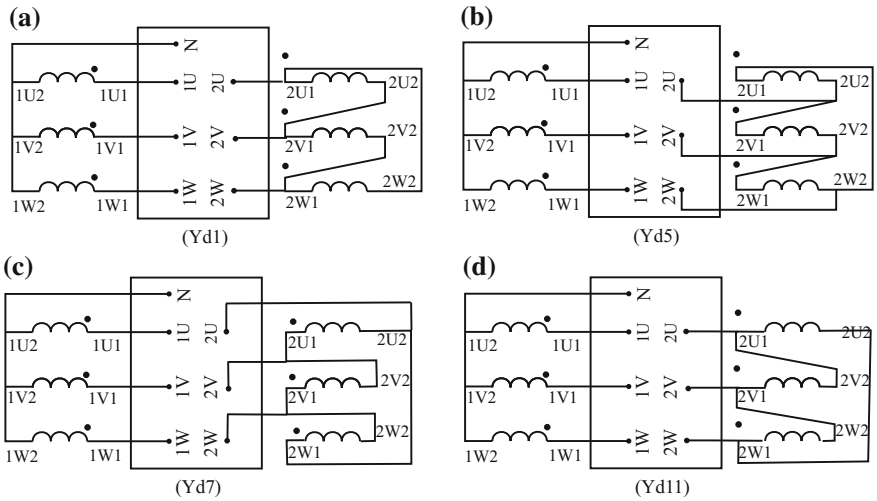 (a)
N
1U2 1U1 1U 2U 2U1 2U2
1V2 1V1 1V 2V 2V1 2V2
1W2 1W1 1W 2W 2W1 2W2
(Yd1)
(b)
N
1U2 1U1 1U 2U 2U1 2U2
1V2 1V1 1V 2V 2V1 2V2
1W2 1W1 1W 2W 2W1 2W2
(Yd5)
(c)
N
1U2 1U1 1U 2U 2U1 2U2
1V2 1V1 1V 2V 2V1 2V2
1W2 1W1 1W 2W 2W1 2W2
(Yd7)
(d)
N
1U2 1U1 1U 2U 2U1 2U2
1V2 1V1 1V 2V 2V1 2V2
1W2 1W1 1W 2W 2W1 2W2
(Yd11)